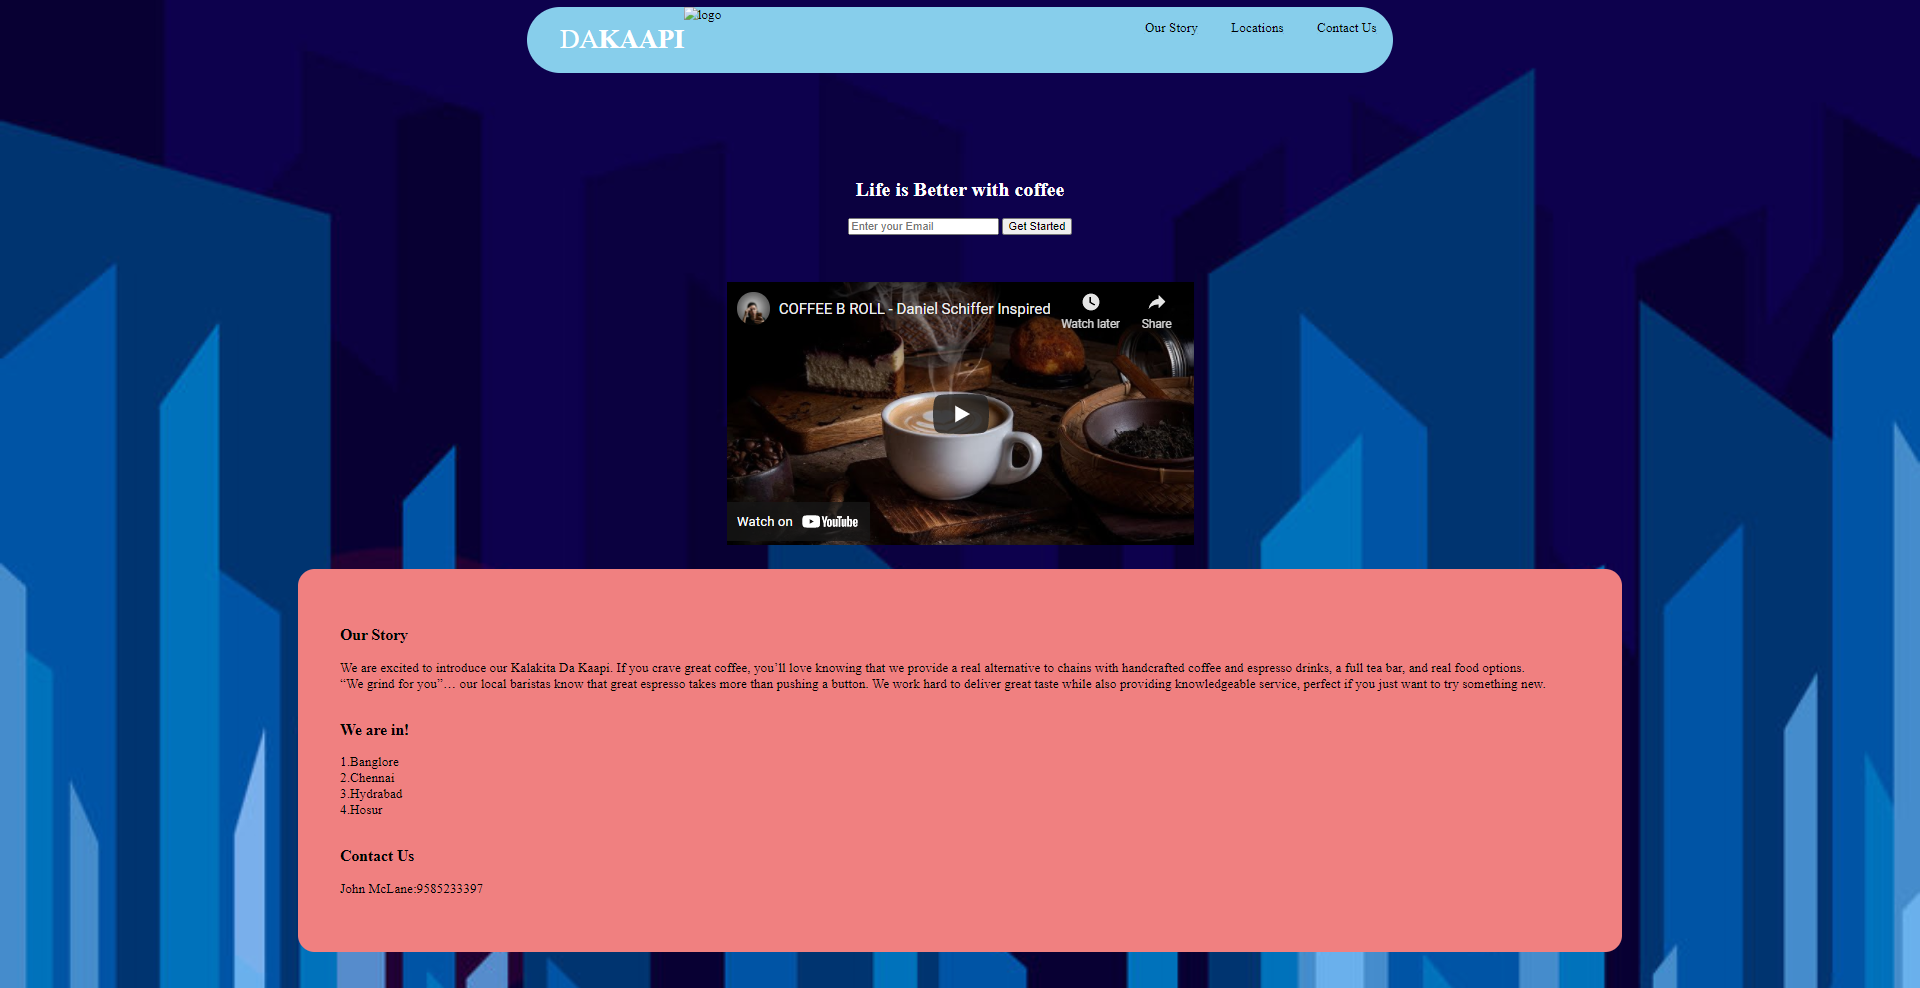 DAKAAPI
logo
Our Story
Locations
Contact Us
Life is Better with coffee
Enter your Email
Get Started
COFFEE B ROLL - Daniel Schiffer Inspired
Watch later
Share
Watch on YouTube
Our Story
We are excited to introduce our Kalakita Da Kaapi. If you crave great coffee, you’ll love knowing that we provide a real alternative to chains with handcrafted coffee and espresso drinks, a full tea bar, and real food options.
“We grind for you”… our local baristas know that great espresso takes more than pushing a button. We work hard to deliver great taste while also providing knowledgeable service, perfect if you just want to try something new.
We are in!
1.Banglore
2.Chennai
3.Hydrabad
4.Hosur
Contact Us
John McLane:9585233397